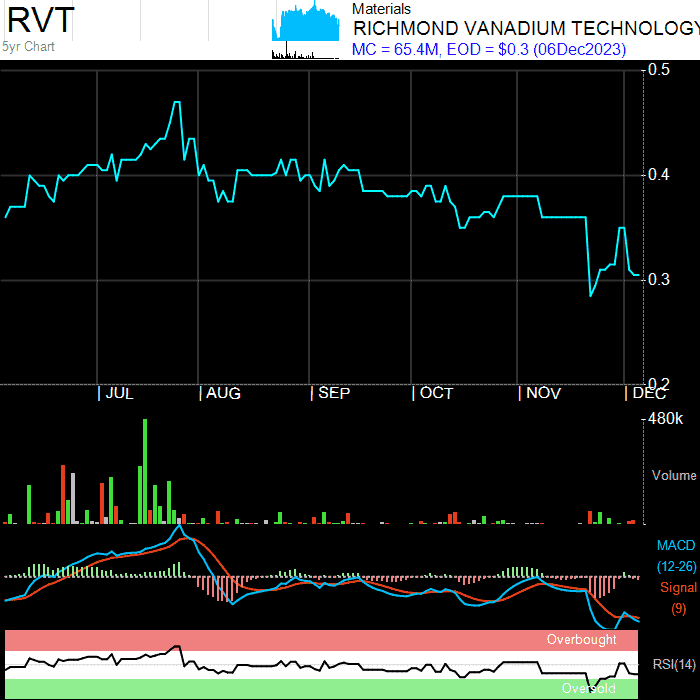 RVT
5yr Chart
Materials
RICHMOND VANADIUM TECHNOLOGY
MC = 65.4M, EOD = $0.3 (06Dec2023)
0.5
0.4
0.3
0.2
JUL
AUG
SEP
OCT
NOV
DEC
480k
Volume
MACD
(12-26)
Signal
(9)
Overbought
RSI(14)
Oversold